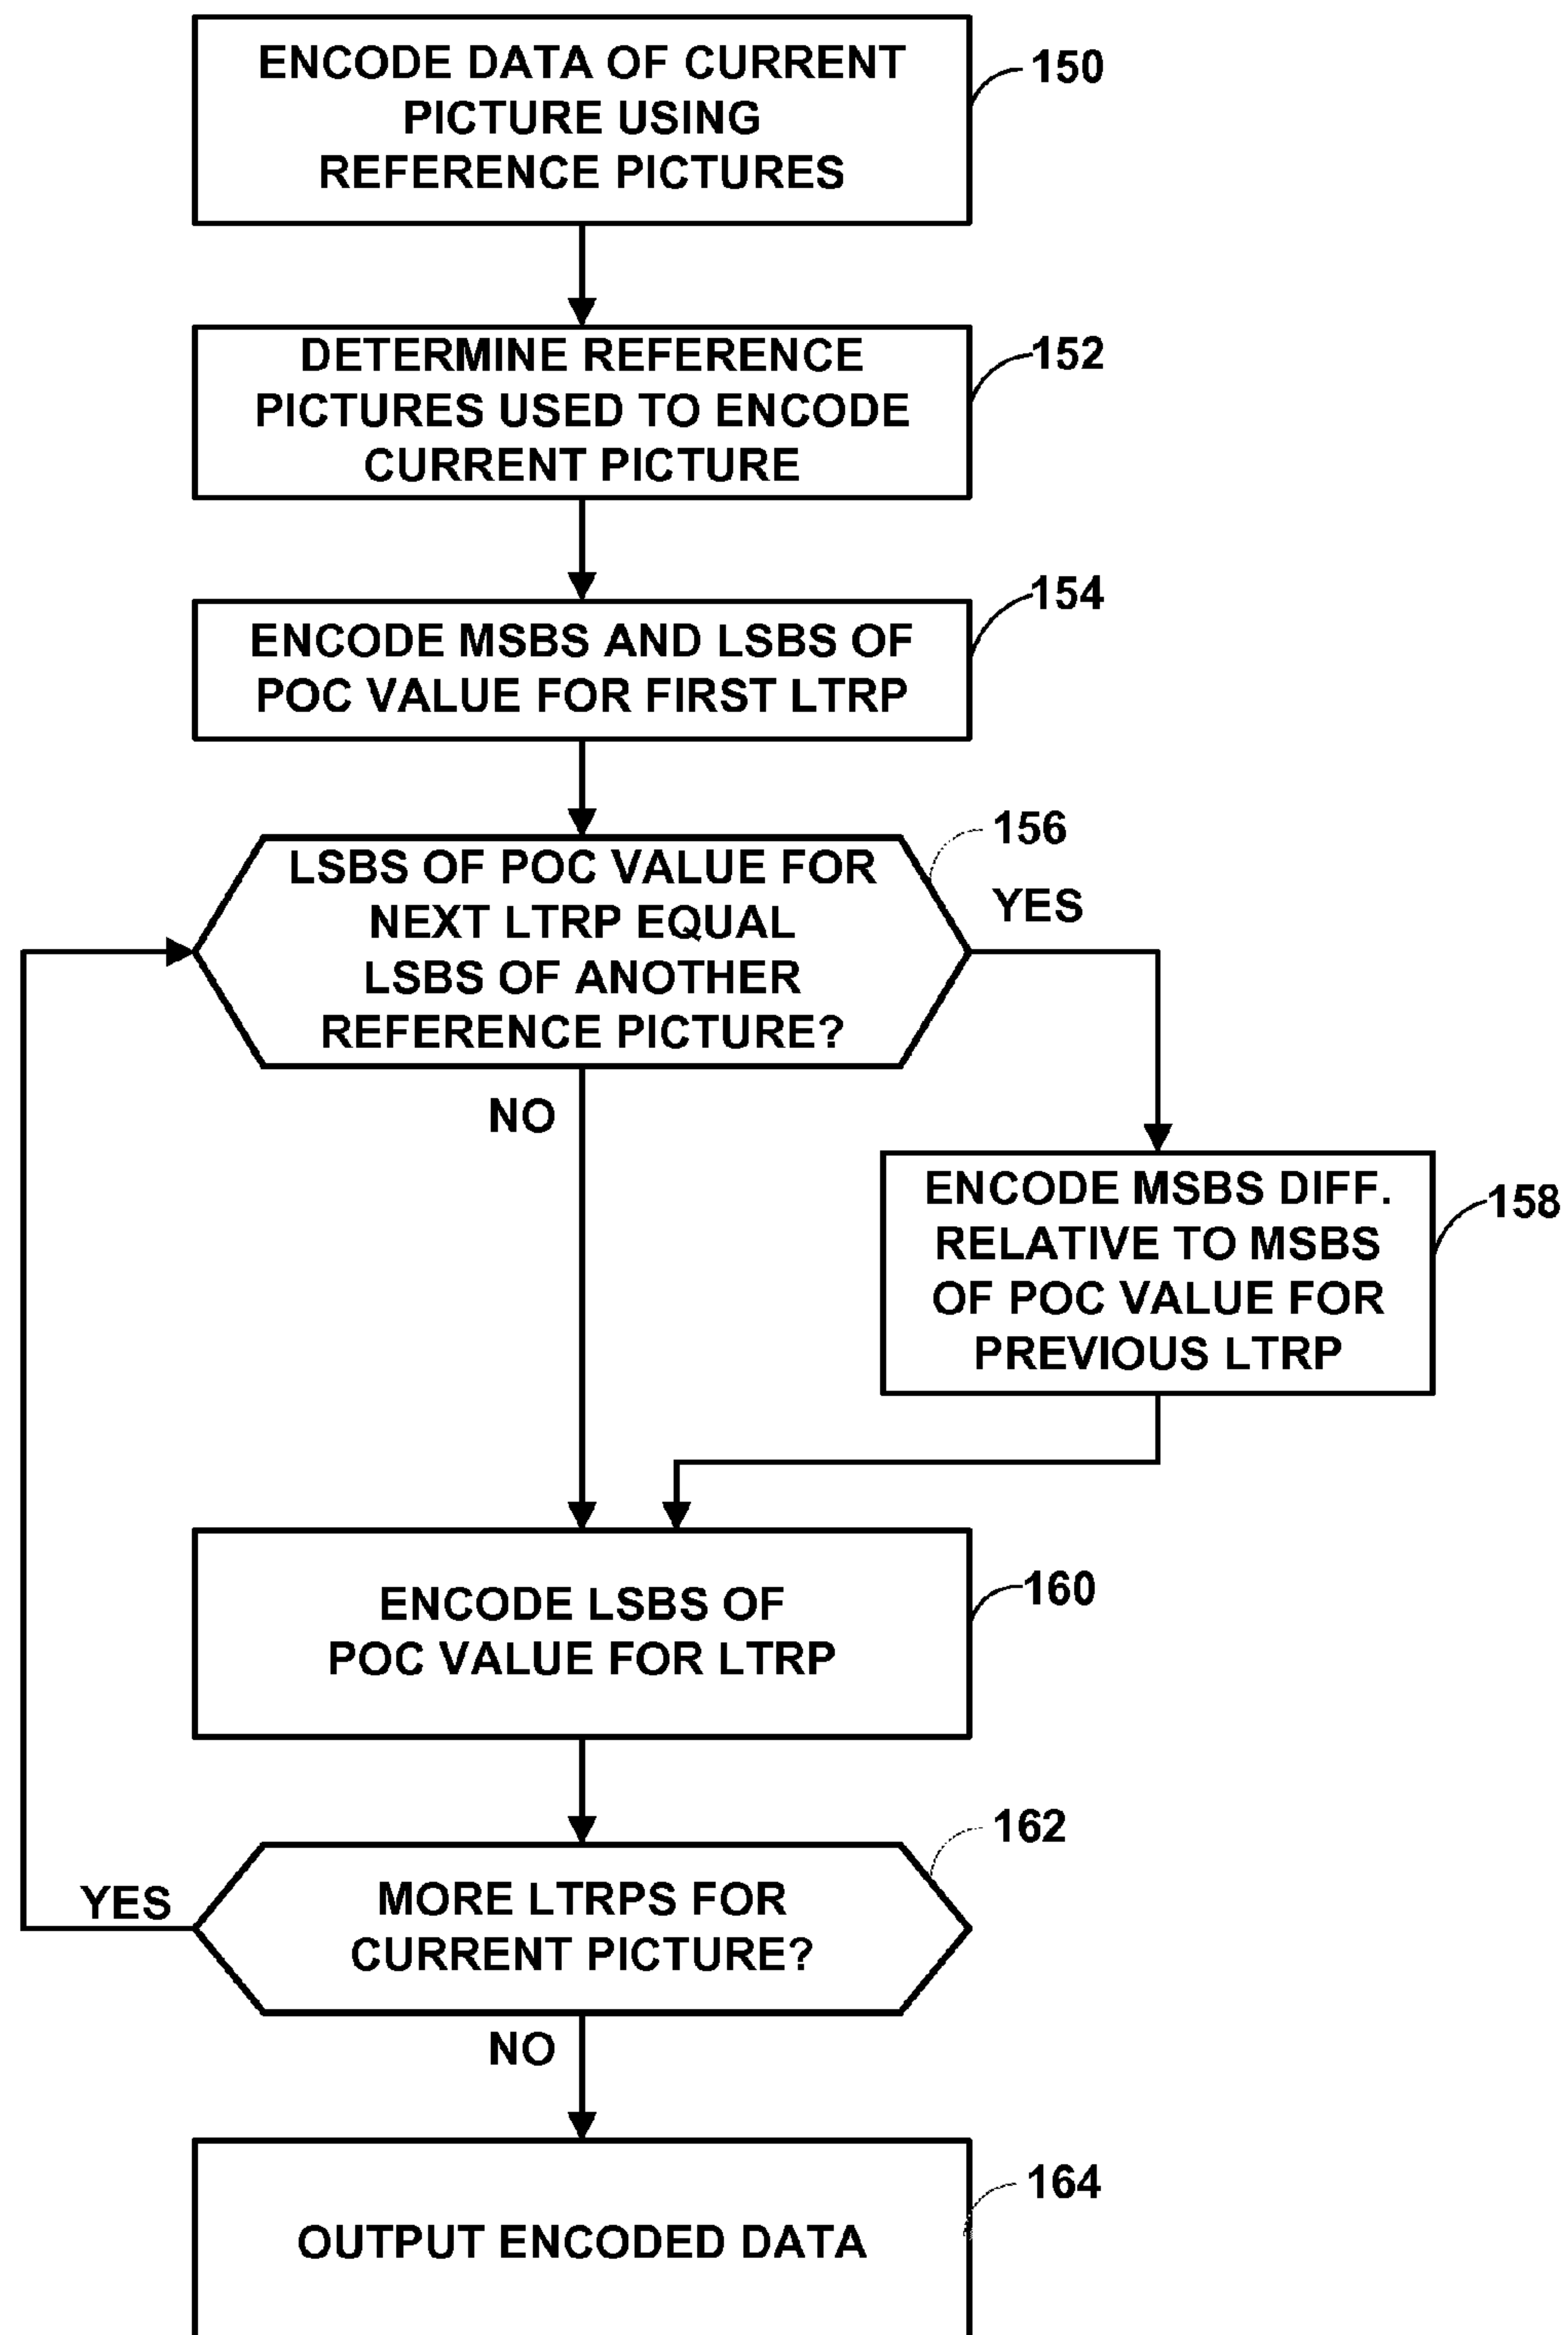 ENCODE DATA OF CURRENT
PICTURE USING
REFERENCE PICTURES
150
DETERMINE REFERENCE
PICTURES USED TO ENCODE
CURRENT PICTURE
152
ENCODE MSBS AND LSBS OF
POC VALUE FOR FIRST LTRP
154
LSBS OF POC VALUE FOR
NEXT LTRP EQUAL
LSBS OF ANOTHER
REFERENCE PICTURE?
156
YES
NO
ENCODE MSBS DIFF.
RELATIVE TO MSBS
OF POC VALUE FOR
PREVIOUS LTRP
158
ENCODE LSBS OF
POC VALUE FOR LTRP
160
MORE LTRPS FOR
CURRENT PICTURE?
162
YES
NO
OUTPUT ENCODED DATA
164